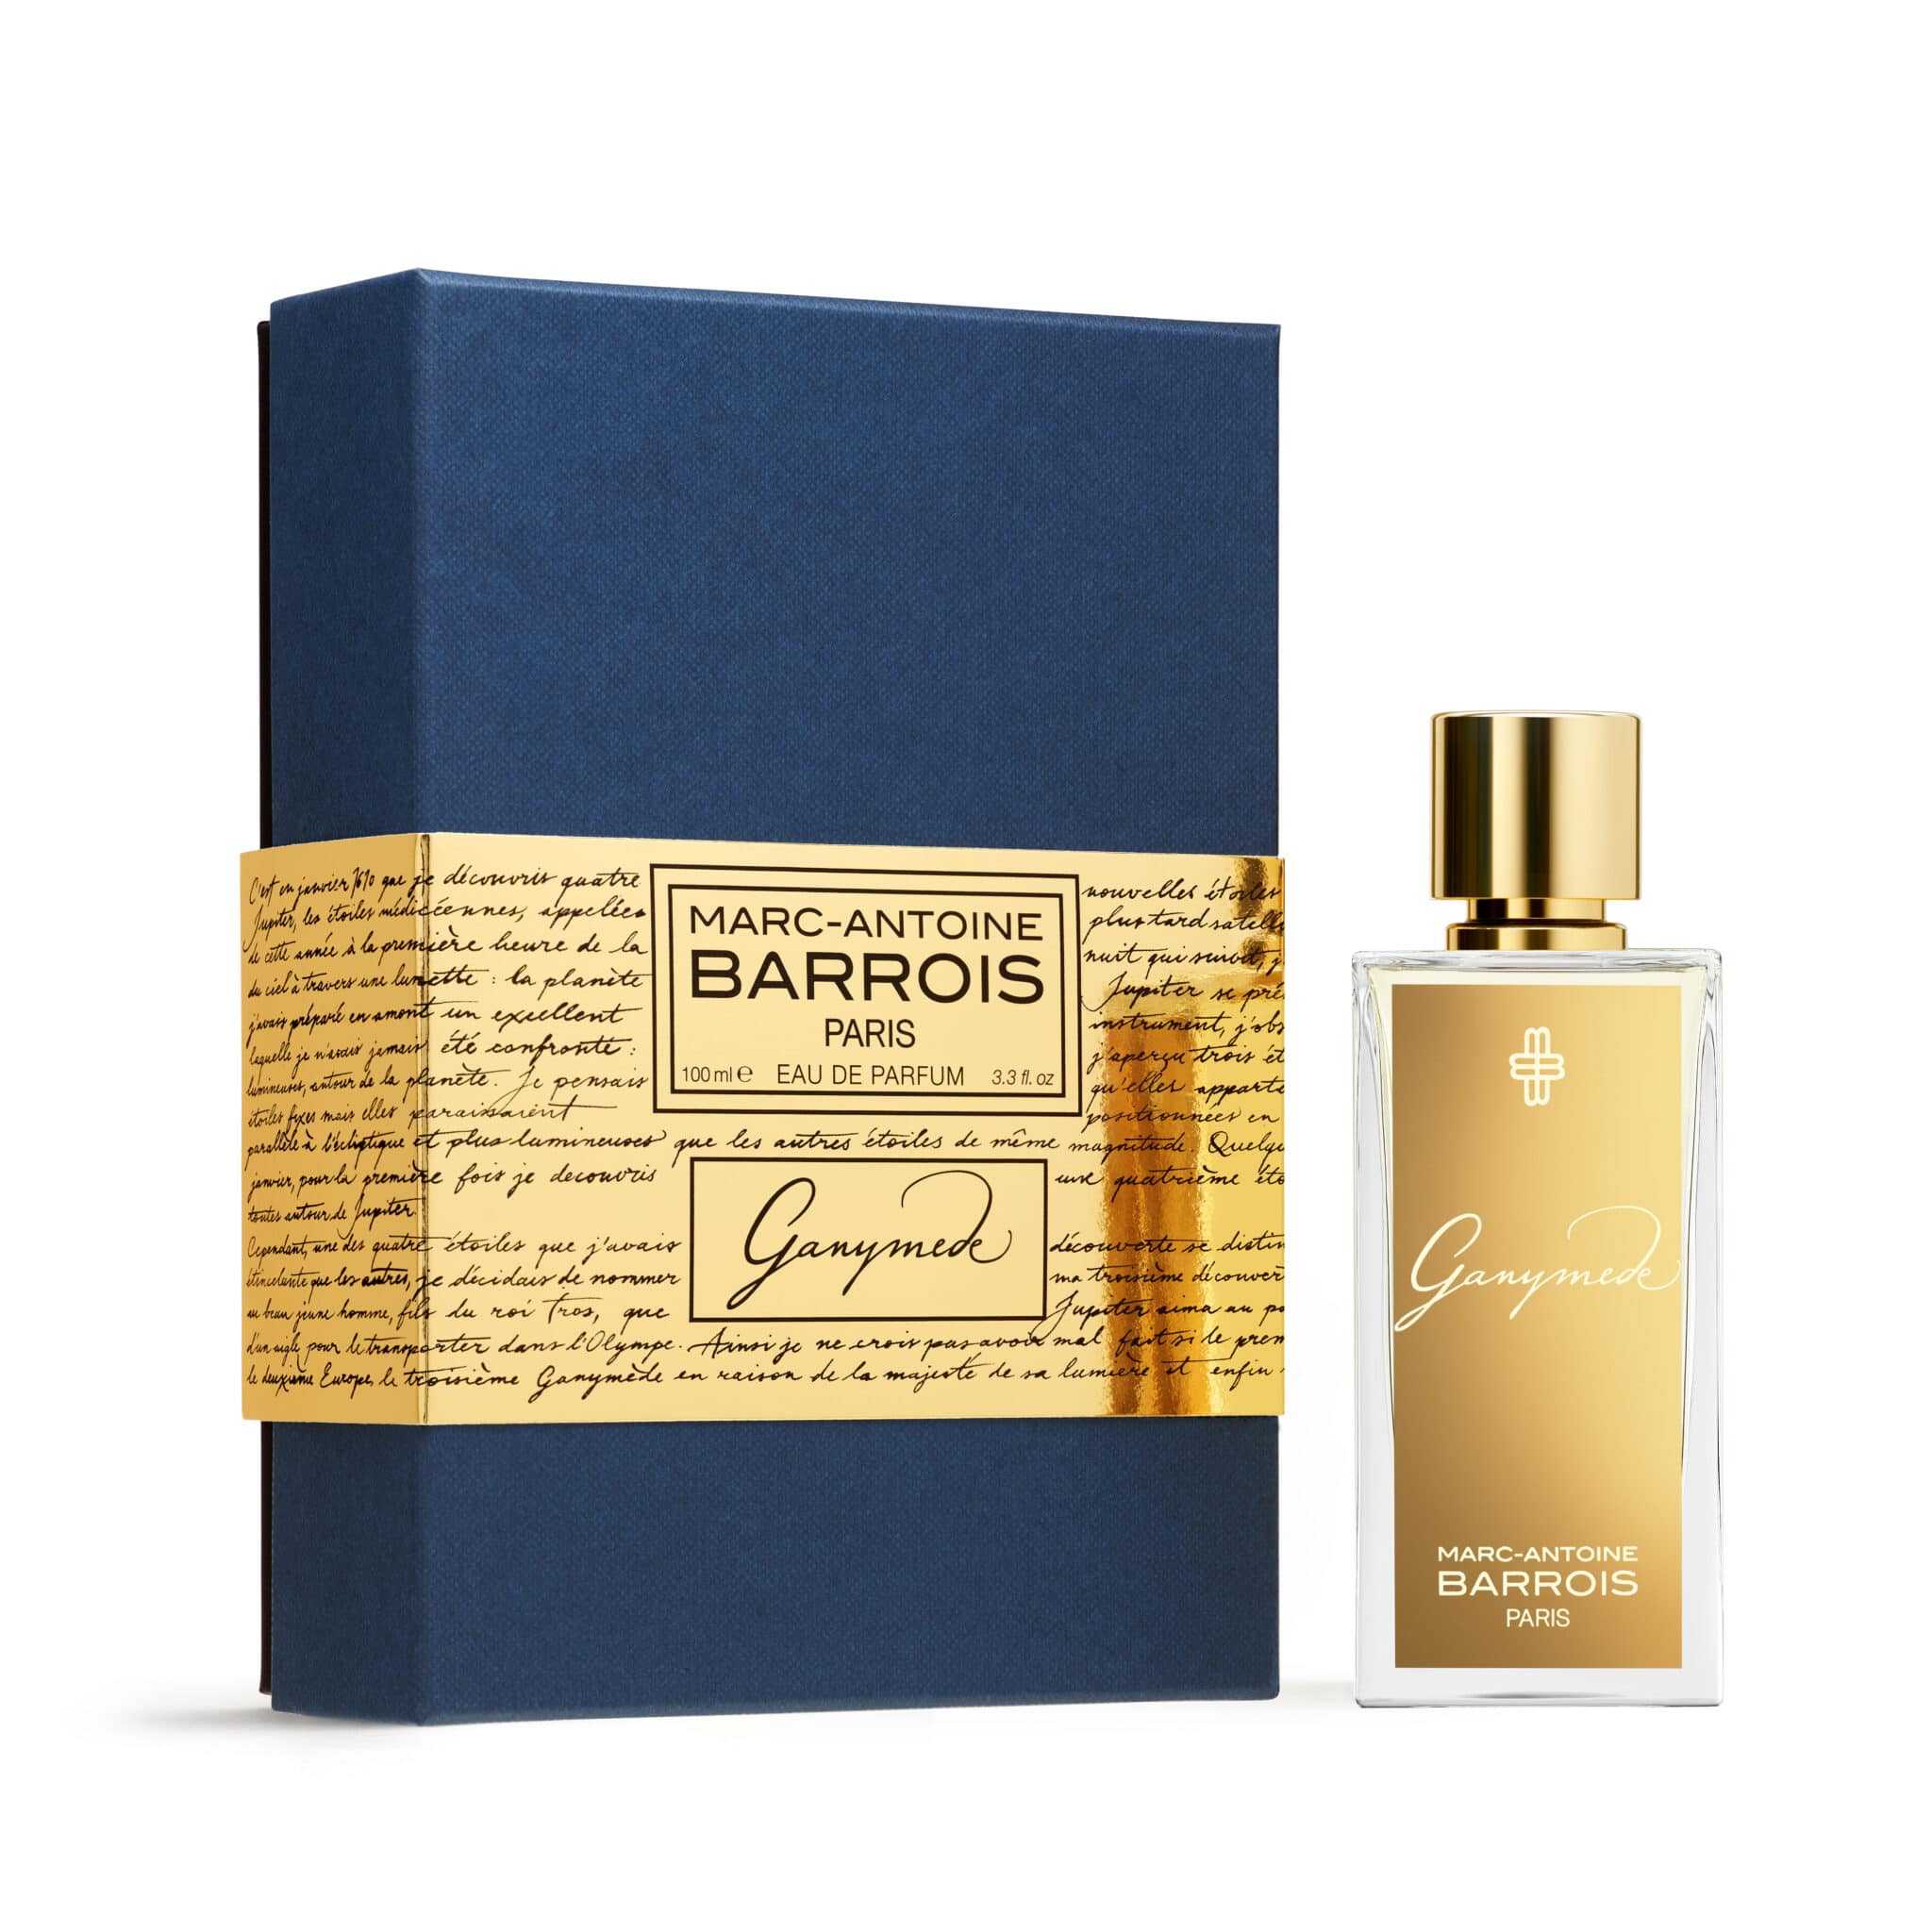 C'est en janvier 1610 que je découvris quatre nouvelles étoiles
Jupiter, les étoiles médicéennes, appelées plus tard satell
de cette année à la première heure de la nuit qui suivit, j
du ciel à travers une lunette : la planète Jupiter se pré
j'avais préparé en amont un excellent instrument, j'obs
laquelle je n'avais jamais été confronté : j'aperçu trois ét
lumineuses, autour de la planète. Je pensais qu'elles apparte
étoiles fixes mais elles paraissaient positionnées en
parallèle à l'écliptique et plus lumineuses que les autres étoiles de même magnitude. Quelqu
janvier, pour la première fois je decouvris une quatrième éto
toutes autour de Jupiter.
Cependant, une des quatre étoiles que j'avais découverte se distin
étincelante que les autres, je décidais de nommer ma troisième découver
au beau jeune homme, fils du roi Tros, que Jupiter aima au po
d'un aigle pour le transporter dans l'Olympe. Ainsi je ne crois pas avoir mal fait si le prem
le deuxième Europe, le troisième Ganymède en raison de la majesté de sa lumière et enfin
MARC-ANTOINE
BARROIS
PARIS
100 ml e EAU DE PARFUM 3.3 fl. oz
Ganymede
Ganymede
MARC-ANTOINE
BARROIS
PARIS